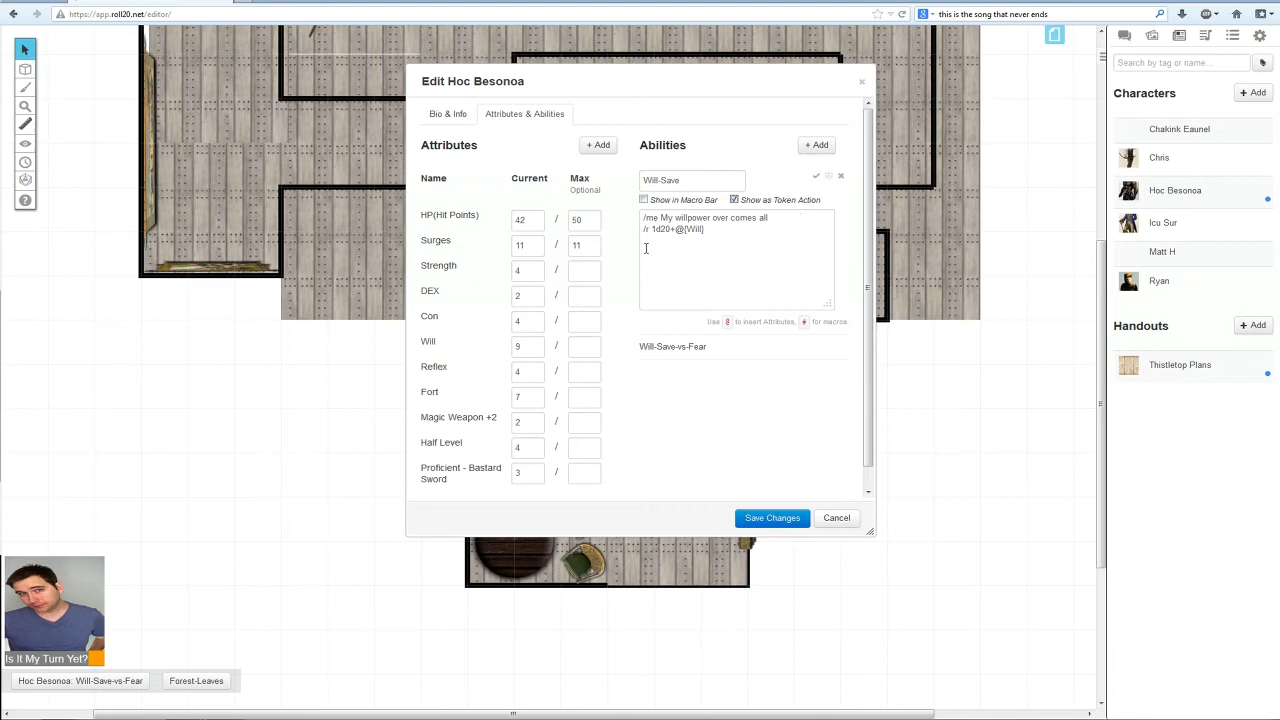 https://app.roll20.net/editor/
this is the song that never ends
Edit Hoc Besonoa
Bio & Info
Attributes & Abilities
Attributes
+ Add
Abilities
+ Add
Name
Current
Max
Optional
HP(Hit Points)
42 / 50
Surges
11 / 11
Strength
4 /
DEX
2 /
Con
4 /
Will
9 /
Reflex
4 /
Fort
7 /
Magic Weapon +2
2 /
Half Level
4 /
Proficient - Bastard
Sword
3 /
Will-Save
Show in Macro Bar
Show as Token Action
/me My willpower over comes all
/r 1d20+@{Will}
Use @ to insert Attributes, # for macros.
Will-Save-vs-Fear
Save Changes
Cancel
Search by tag or name...
Characters
+ Add
Chakink Eaunel
Chris
Hoc Besonoa
Icu Sur
Matt H
Ryan
Handouts
+ Add
Thistletop Plans
Is It My Turn Yet?
Hoc Besonoa: Will-Save-vs-Fear
Forest-Leaves